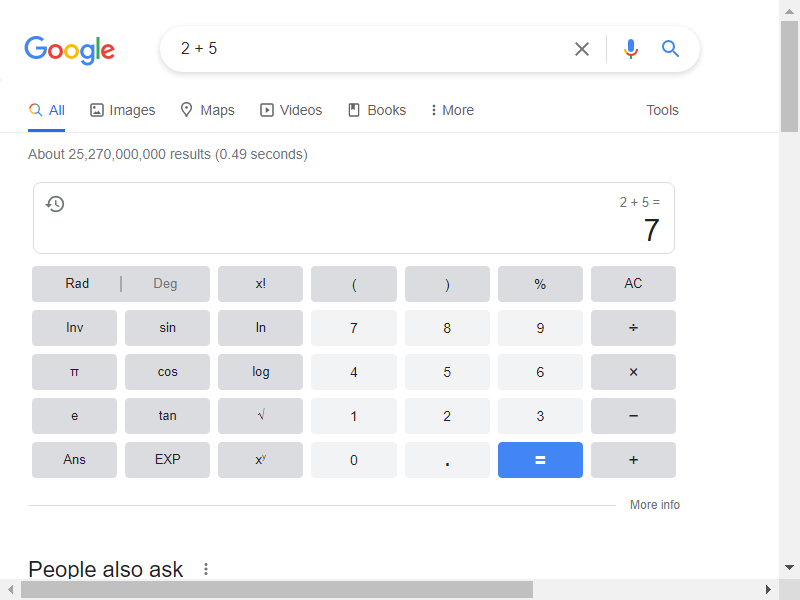 Google
2 + 5
All Images Maps Videos Books More Tools
About 25,270,000,000 results (0.49 seconds)
2 + 5 =
7
Rad | Deg x! ( ) % AC
Inv sin ln 7 8 9 ÷
π cos log 4 5 6 ×
e tan √ 1 2 3 −
Ans EXP xʸ 0 . = +
More info
People also ask